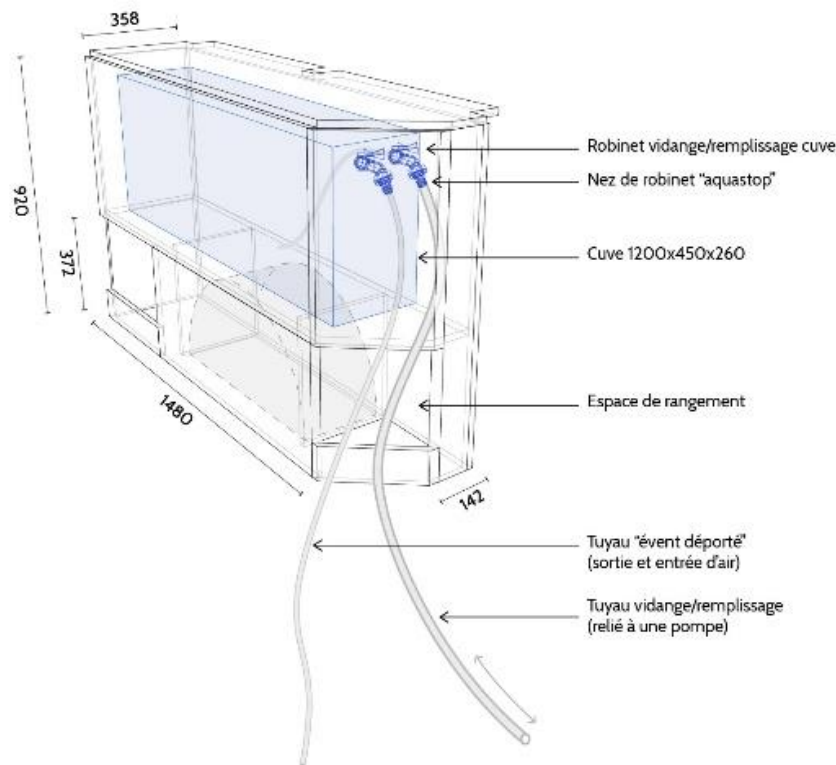 358
Robinet vidange/remplissage cuve
Nez de robinet "aquastop"
920
Cuve 1200x450x260
372
Espace de rangement
1480
142
Tuyau "évent déporté"
(sortie et entrée d'air)
Tuyau vidange/remplissage
(relié à une pompe)